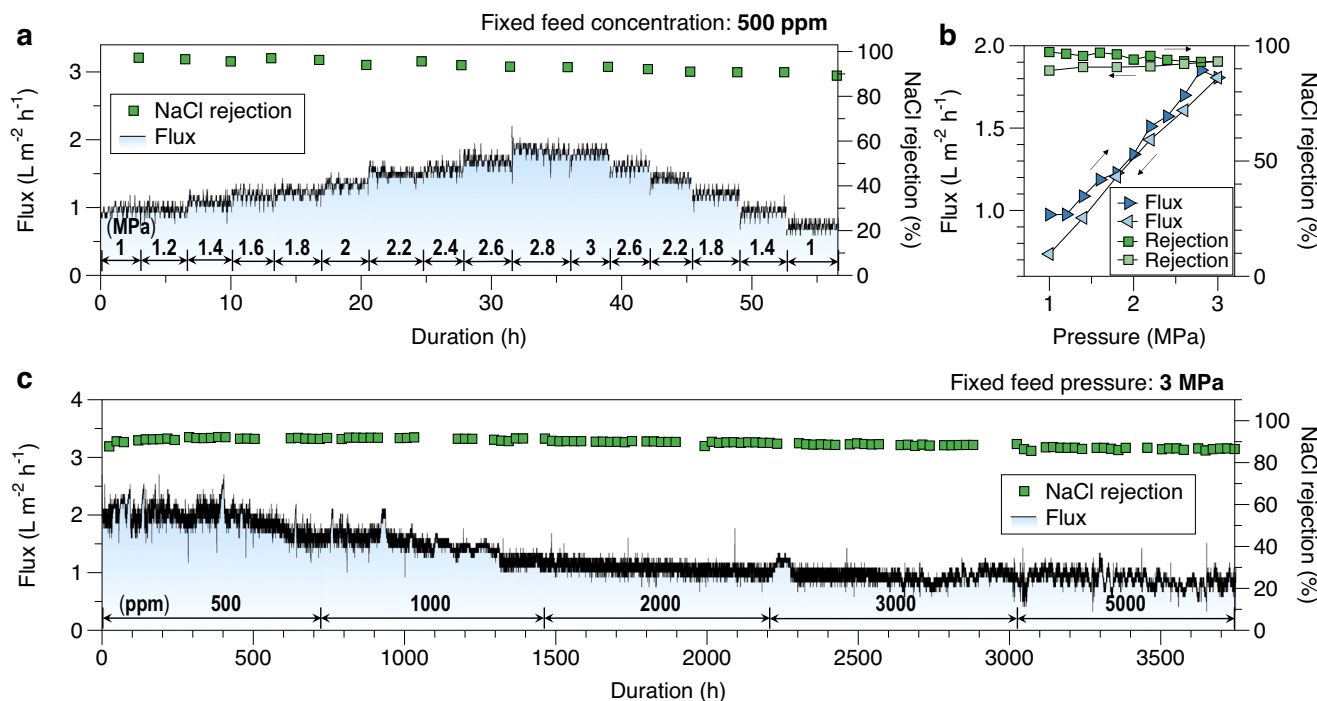 a
Fixed feed concentration: 500 ppm
Flux (L m-2 h-1)
3
2
1
0
NaCl rejection
Flux
(MPa)
1 1.2 1.4 1.6 1.8 2 2.2 2.4 2.6 2.8 3 2.6 2.2 1.8 1.4 1
100
80
60
40
20
0
NaCl rejection (%)
0 10 20 30 40 50
Duration (h)
b
Flux (L m-2 h-1)
2.0
1.5
1.0
Flux
Flux
Rejection
Rejection
100
50
0
NaCl rejection (%)
1 2 3
Pressure (MPa)
c
Fixed feed pressure: 3 MPa
Flux (L m-2 h-1)
4
3
2
1
0
NaCl rejection
Flux
(ppm) 500 1000 2000 3000 5000
100
80
60
40
20
0
NaCl rejection (%)
0 500 1000 1500 2000 2500 3000 3500
Duration (h)